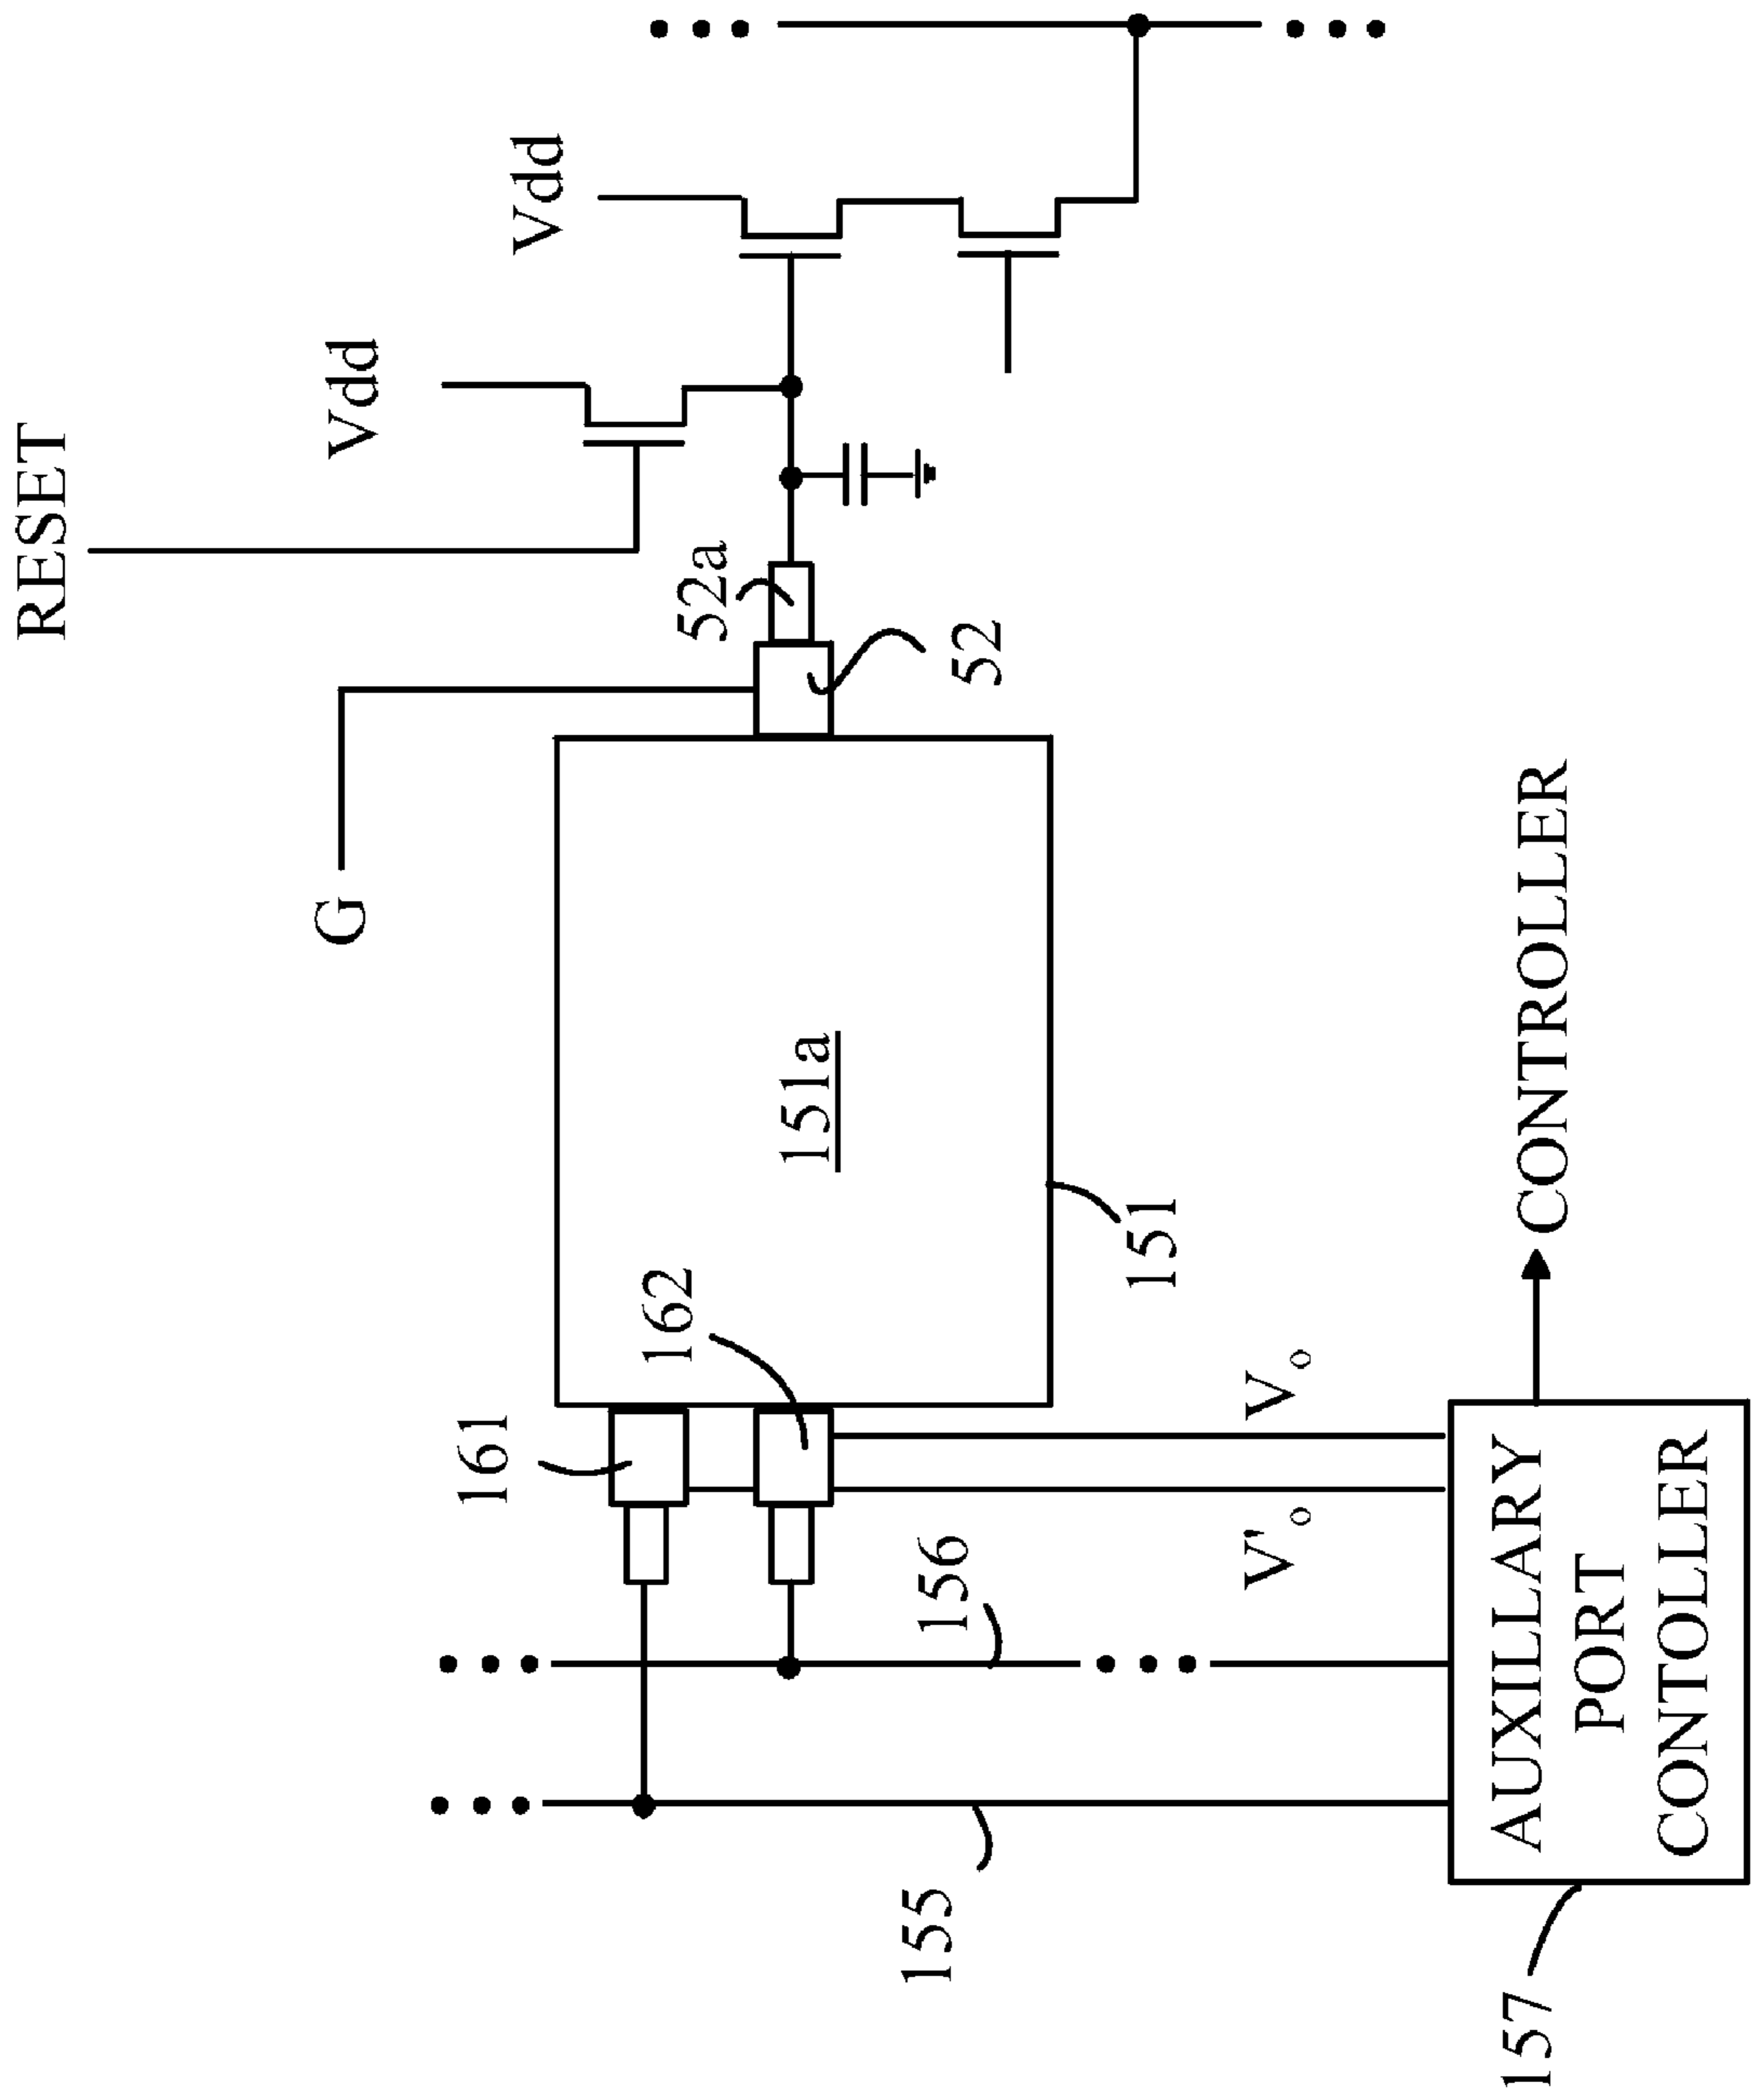 RESET
G
Vdd
161
Vdd
162
52a
151a
155
156
52
151
V'o
Vo
157
AUXILLARY
PORT
CONTOLLER
CONTROLLER